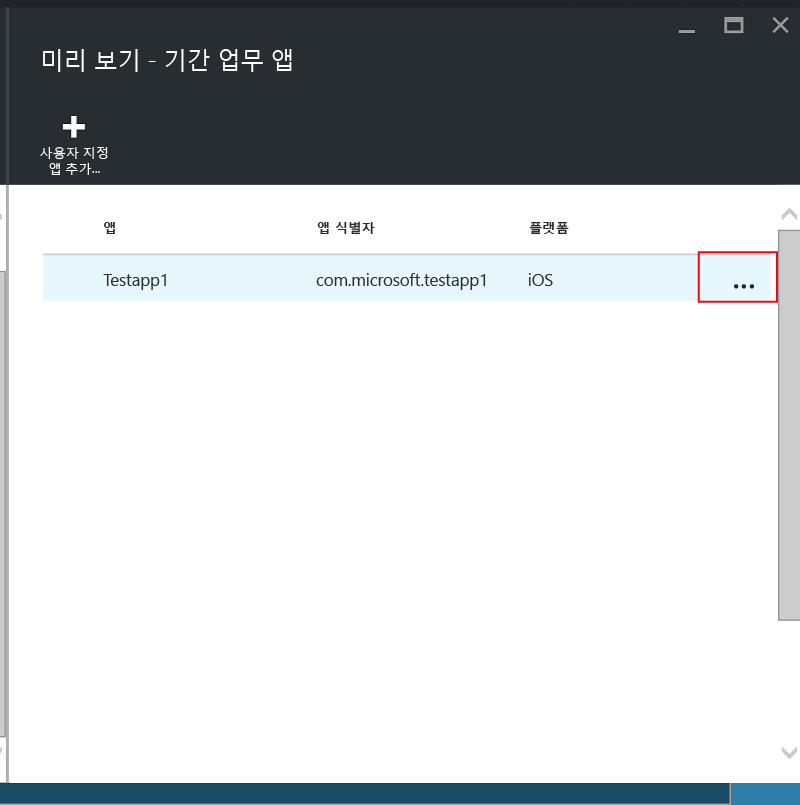 미리 보기 - 기간 업무 앱
사용자 지정
앱 추가...
앱 앱 식별자 플랫폼
Testapp1 com.microsoft.testapp1 iOS ...